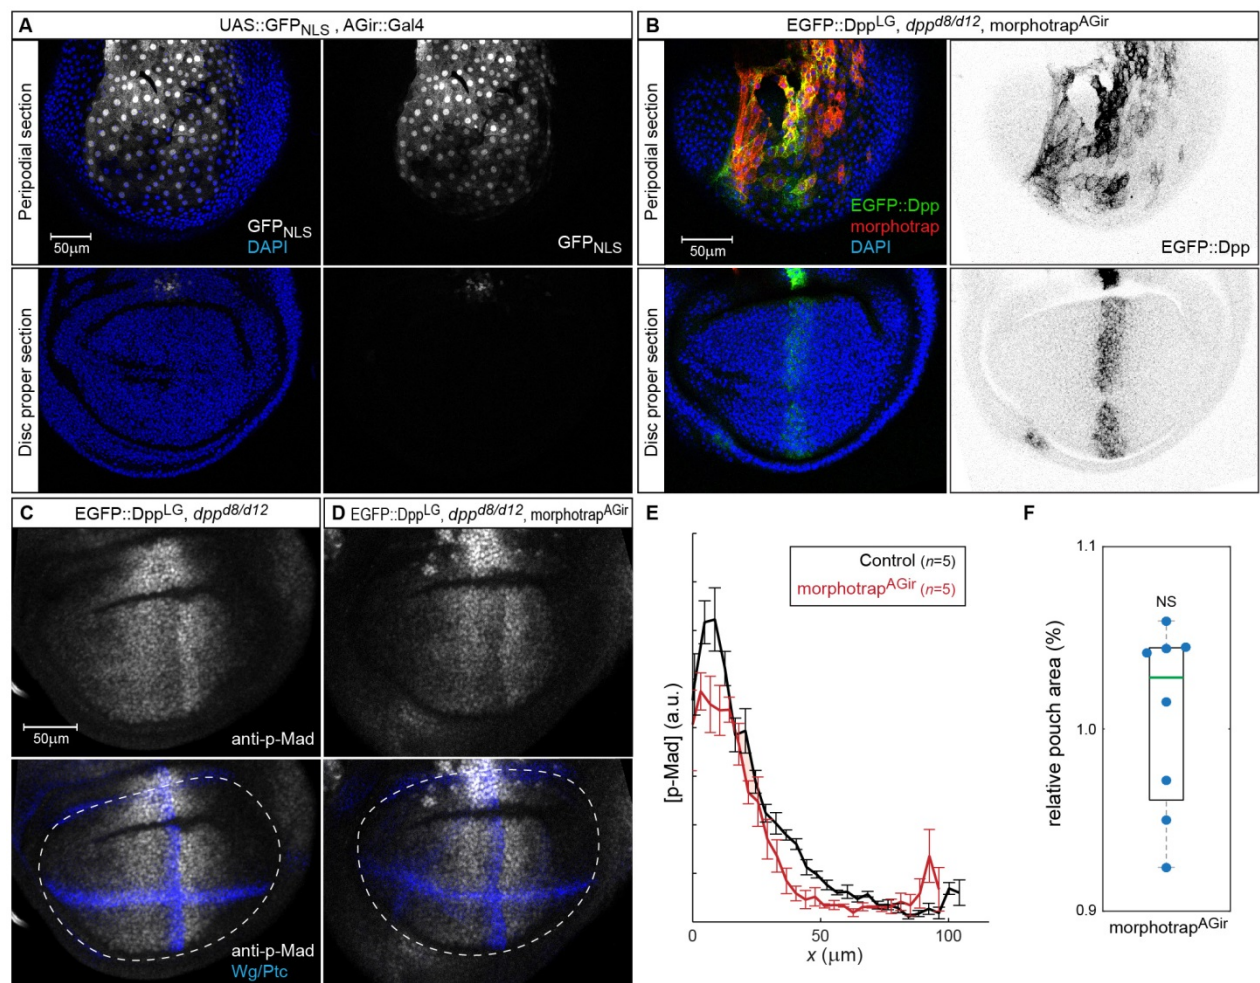 A UAS::GFPNLS , AGir::Gal4
Peripodial section
GFPNLS
DAPI
50μm
GFPNLS
Disc proper section
B EGFP::DppLG, dppd8/d12, morphotrapAGir
Peripodial section
EGFP::Dpp
morphotrap
DAPI
50μm
EGFP::Dpp
Disc proper section
C EGFP::DppLG, dppd8/d12
50μm
anti-p-Mad
anti-p-Mad
Wg/Ptc
D EGFP::DppLG, dppd8/d12, morphotrapAGir
E
Control (n=5)
morphotrapAGir (n=5)
[p-Mad] (a.u.)
0 50 100
x (μm)
F
1.1
NS
1.0
0.9
relative pouch area (%)
morphotrapAGir